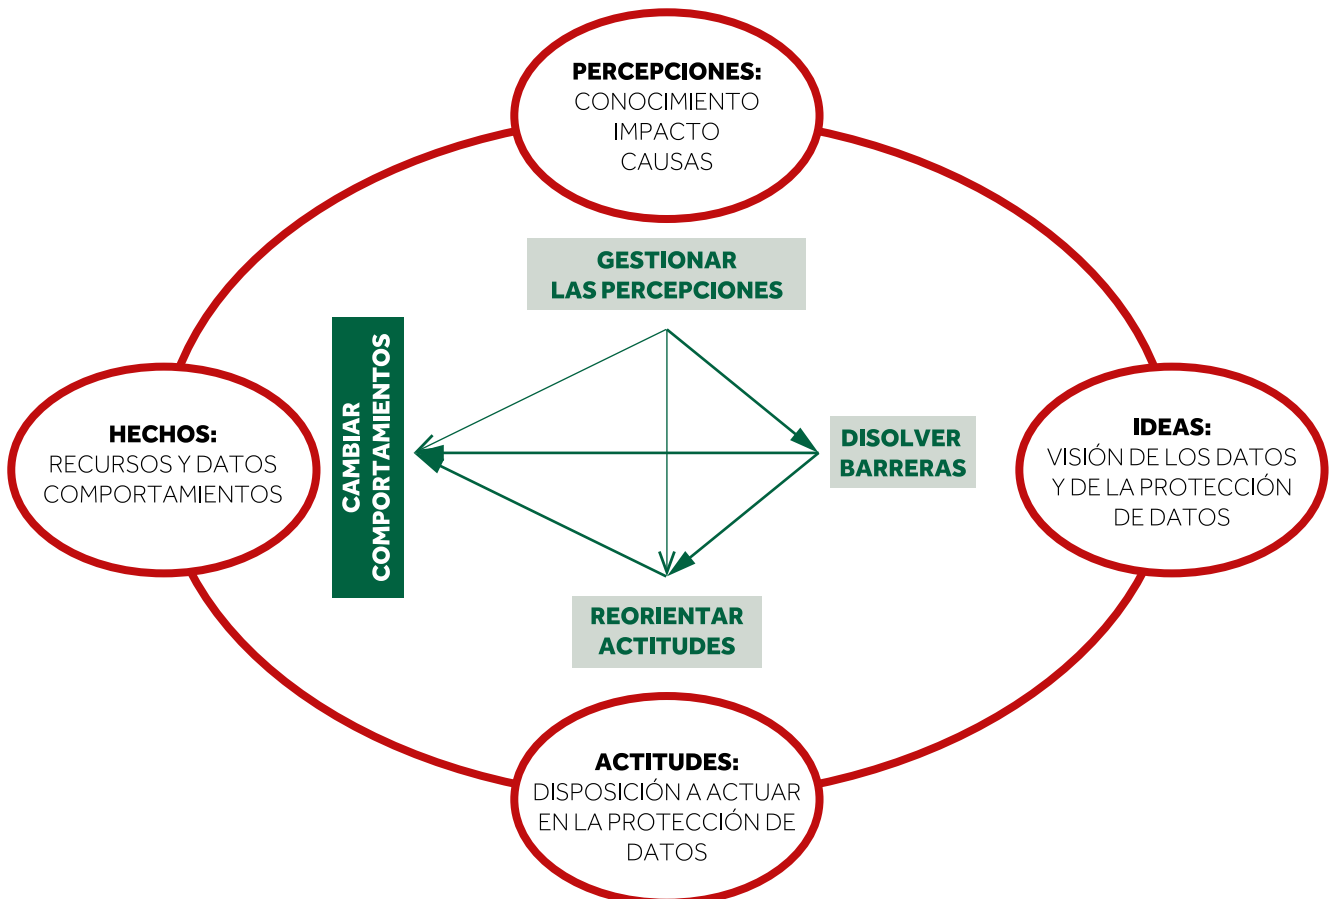 PERCEPCIONES:
CONOCIMIENTO
IMPACTO
CAUSAS
GESTIONAR
LAS PERCEPCIONES
CAMBIAR
COMPORTAMIENTOS
HECHOS:
RECURSOS Y DATOS
COMPORTAMIENTOS
DISOLVER
BARRERAS
IDEAS:
VISIÓN DE LOS DATOS
Y DE LA PROTECCIÓN
DE DATOS
REORIENTAR
ACTITUDES
ACTITUDES:
DISPOSICIÓN A ACTUAR
EN LA PROTECCIÓN DE
DATOS